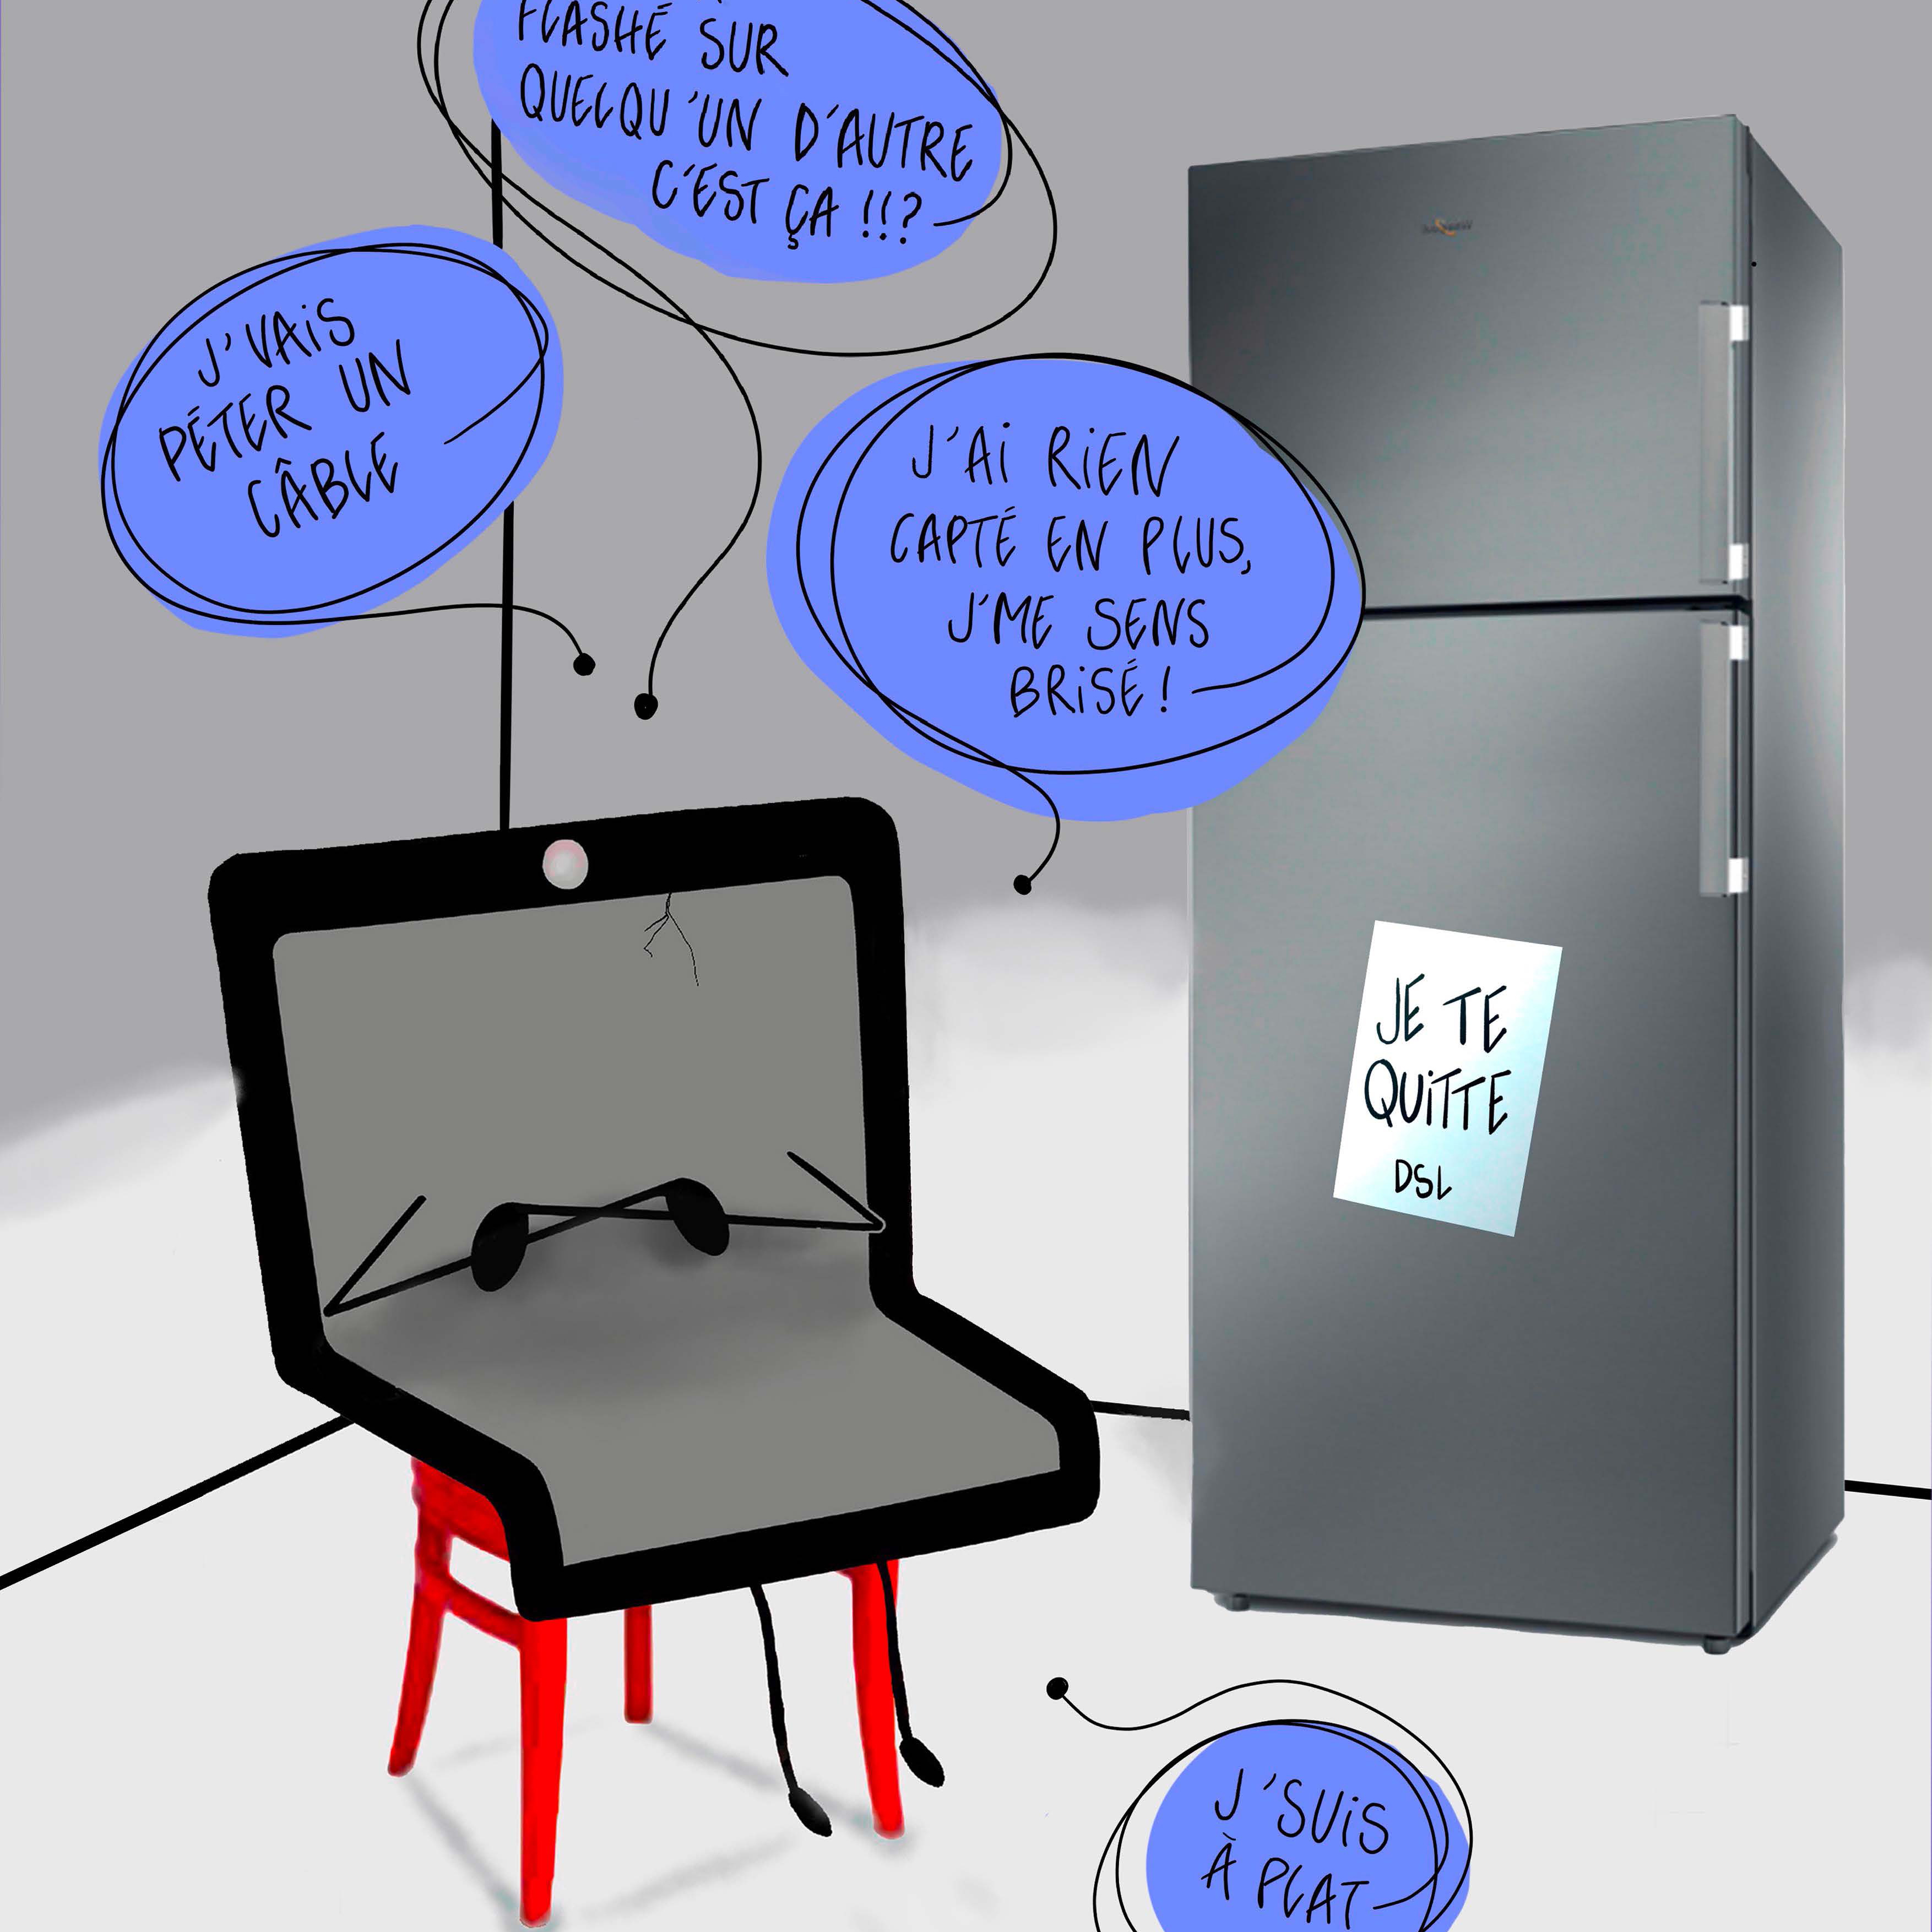 FLASHÉ SUR
QUELQU'UN D'AUTRE
C'EST ÇA !!?
J'VAiS
PÉTER UN
CÂBLE
J'Ai RiEN
CAPTÉ EN PLUS,
J'ME SENS
BRiSÉ !
JE TE
QUiTTE
DSL
J'SUiS
À PLAT